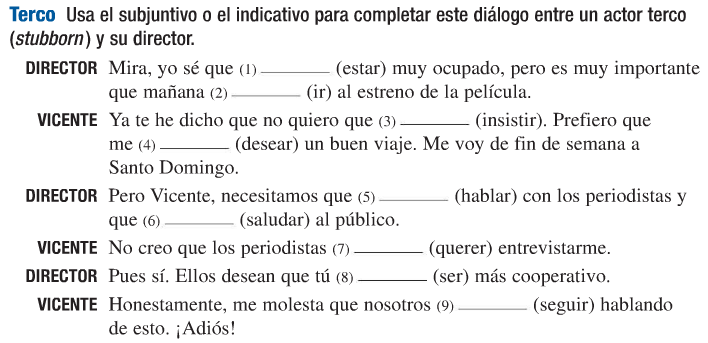 Terco Usa el subjuntivo o el indicativo para completar este diálogo entre un actor terco
(stubborn) y su director.
DIRECTOR Mira, yo sé que (1) ________ (estar) muy ocupado, pero es muy importante
que mañana (2) ________ (ir) al estreno de la película.
VICENTE Ya te he dicho que no quiero que (3) ________ (insistir). Prefiero que
me (4) ________ (desear) un buen viaje. Me voy de fin de semana a
Santo Domingo.
DIRECTOR Pero Vicente, necesitamos que (5) ________ (hablar) con los periodistas y
que (6) ________ (saludar) al público.
VICENTE No creo que los periodistas (7) ________ (querer) entrevistarme.
DIRECTOR Pues sí. Ellos desean que tú (8) ________ (ser) más cooperativo.
VICENTE Honestamente, me molesta que nosotros (9) ________ (seguir) hablando
de esto. ¡Adiós!